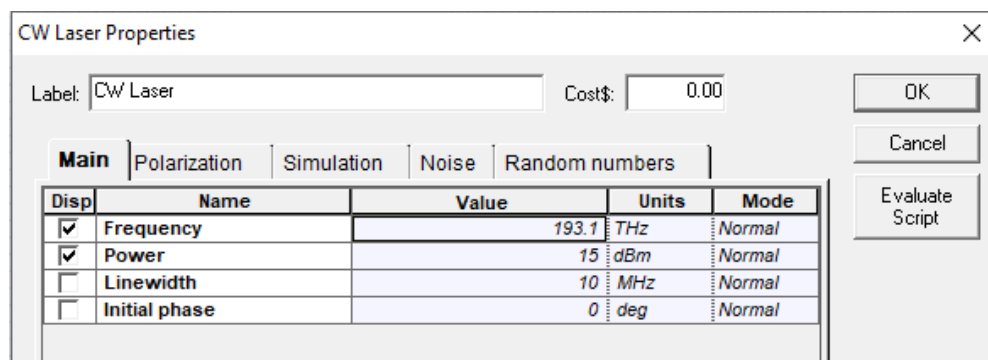 CW Laser Properties
Label: CW Laser Cost$: 0.00 OK
Cancel
Main Polarization Simulation Noise Random numbers
Evaluate Script
Disp Name Value Units Mode
Frequency 193.1 THz Normal
Power 15 dBm Normal
Linewidth 10 MHz Normal
Initial phase 0 deg Normal